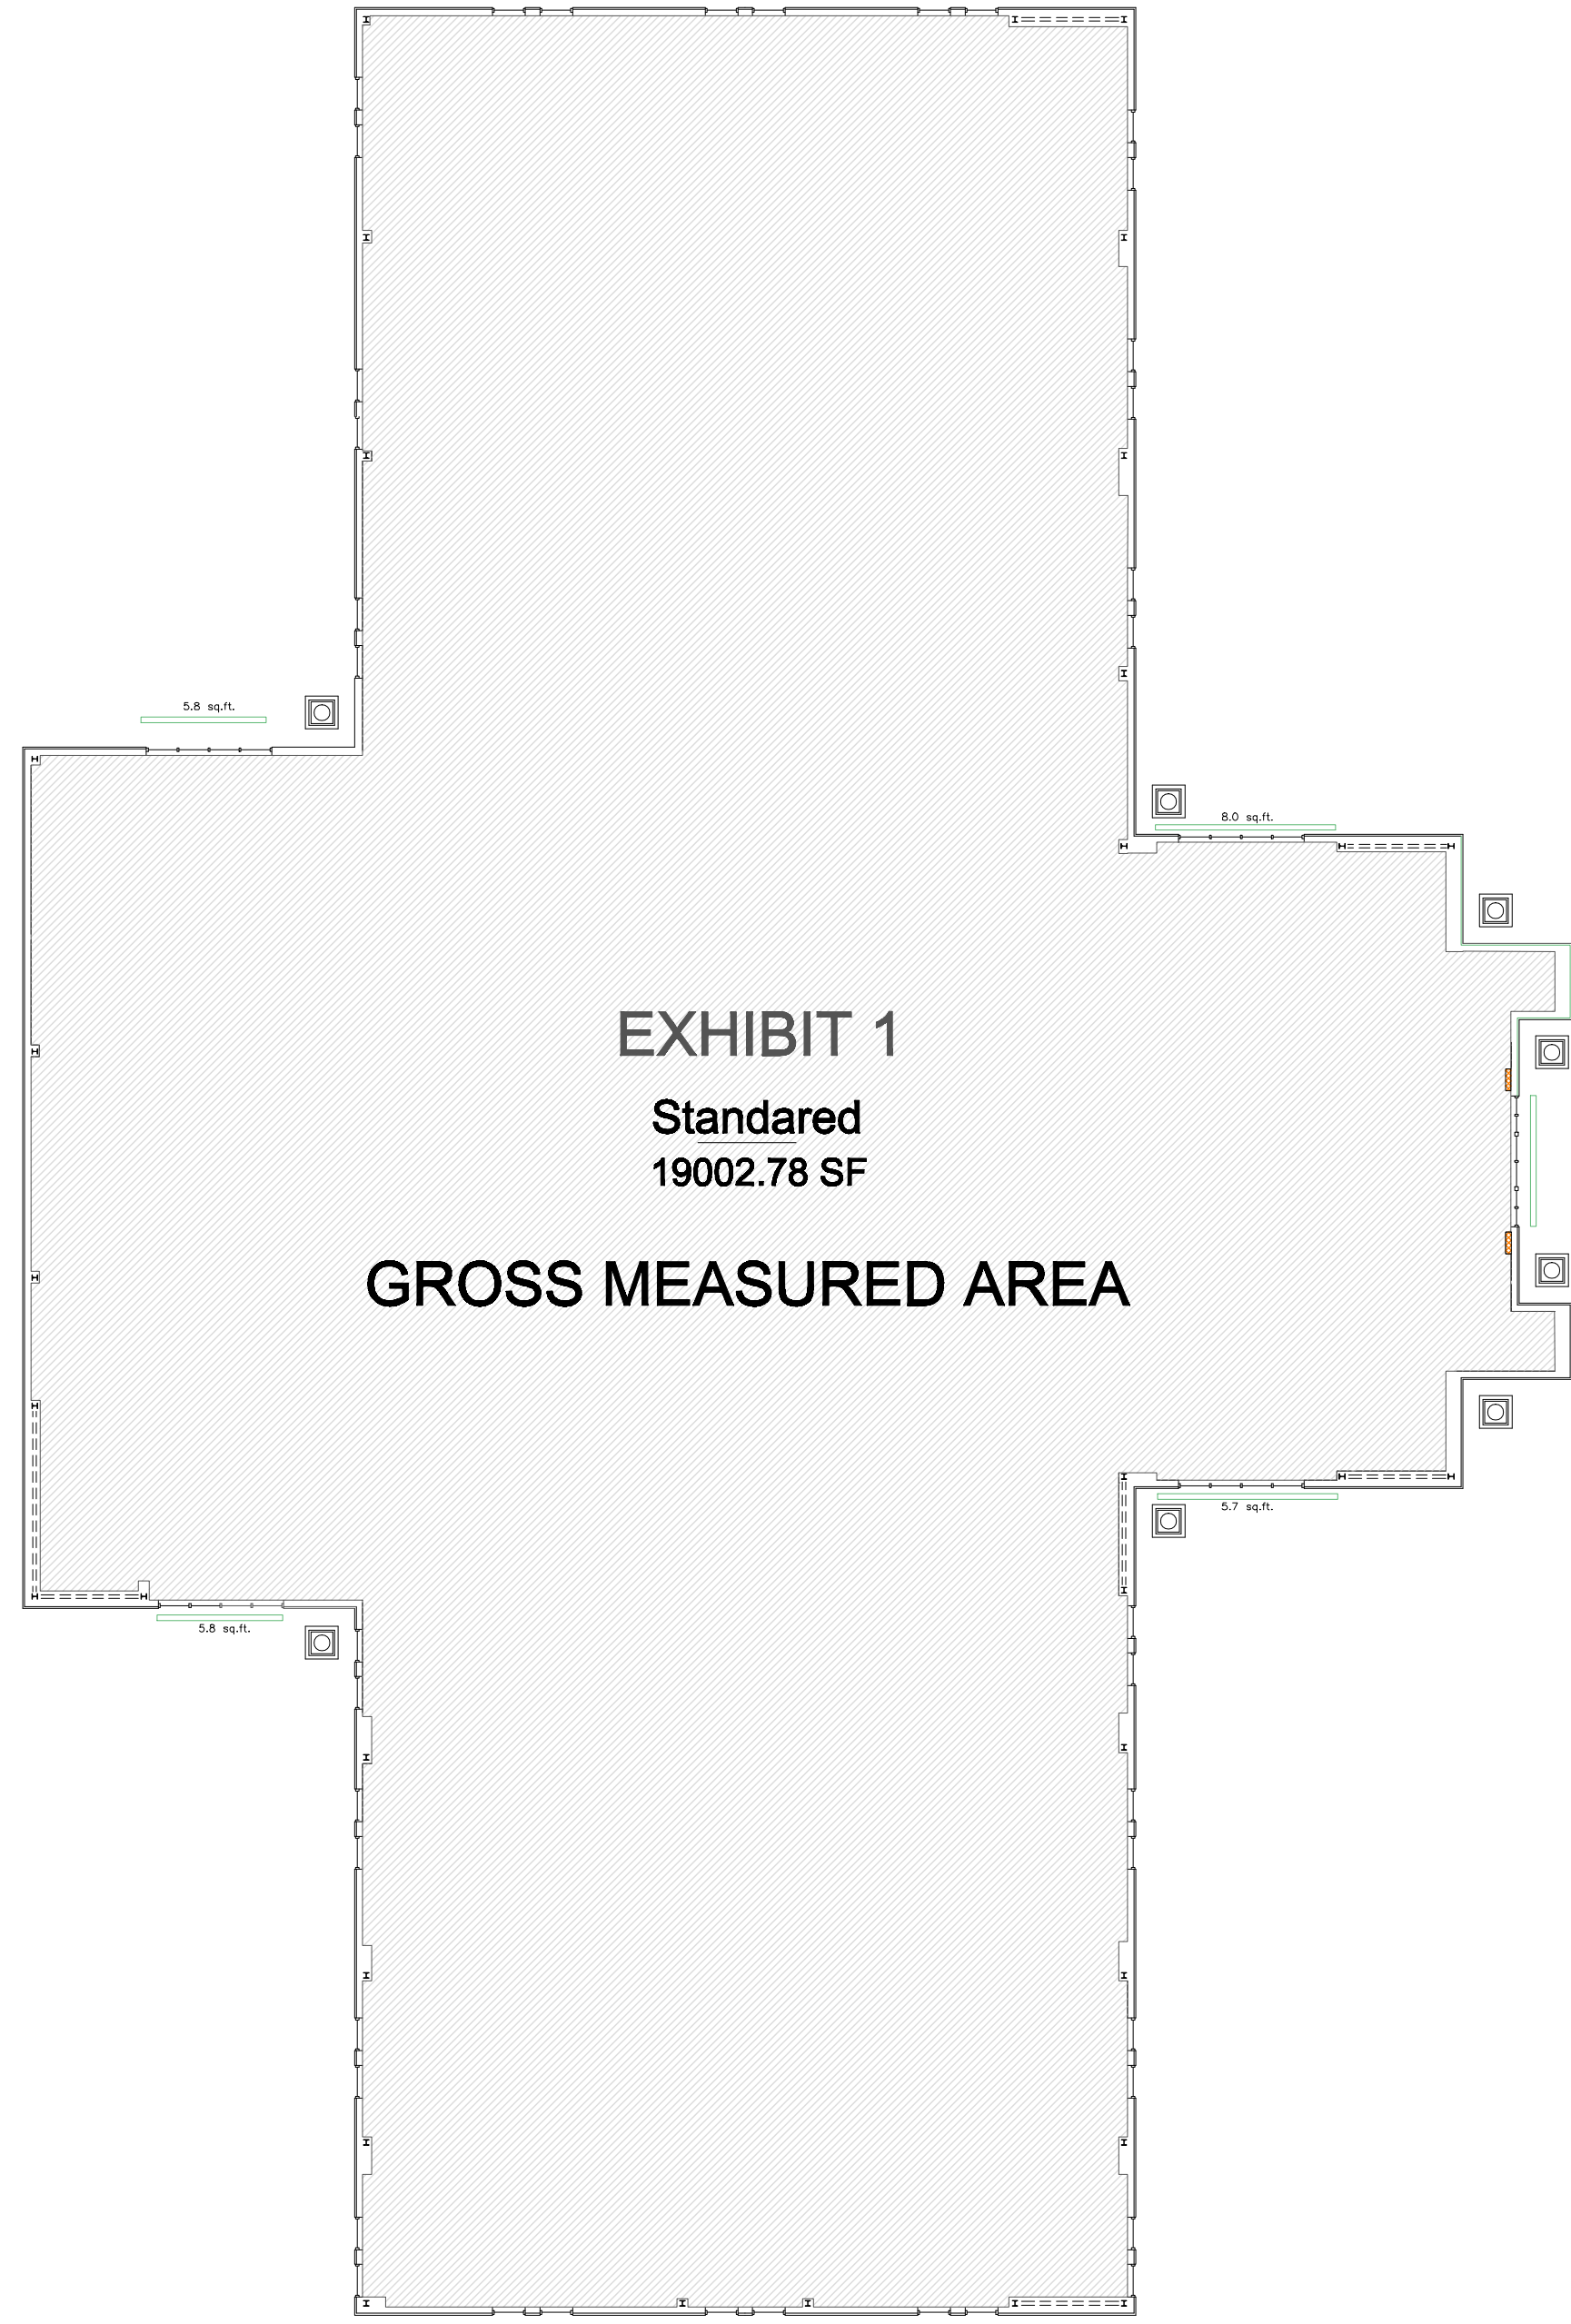 5.8 sq.ft.
8.0 sq.ft.
EXHIBIT 1
Standared
19002.78 SF
GROSS MEASURED AREA
5.7 sq.ft.
5.8 sq.ft.